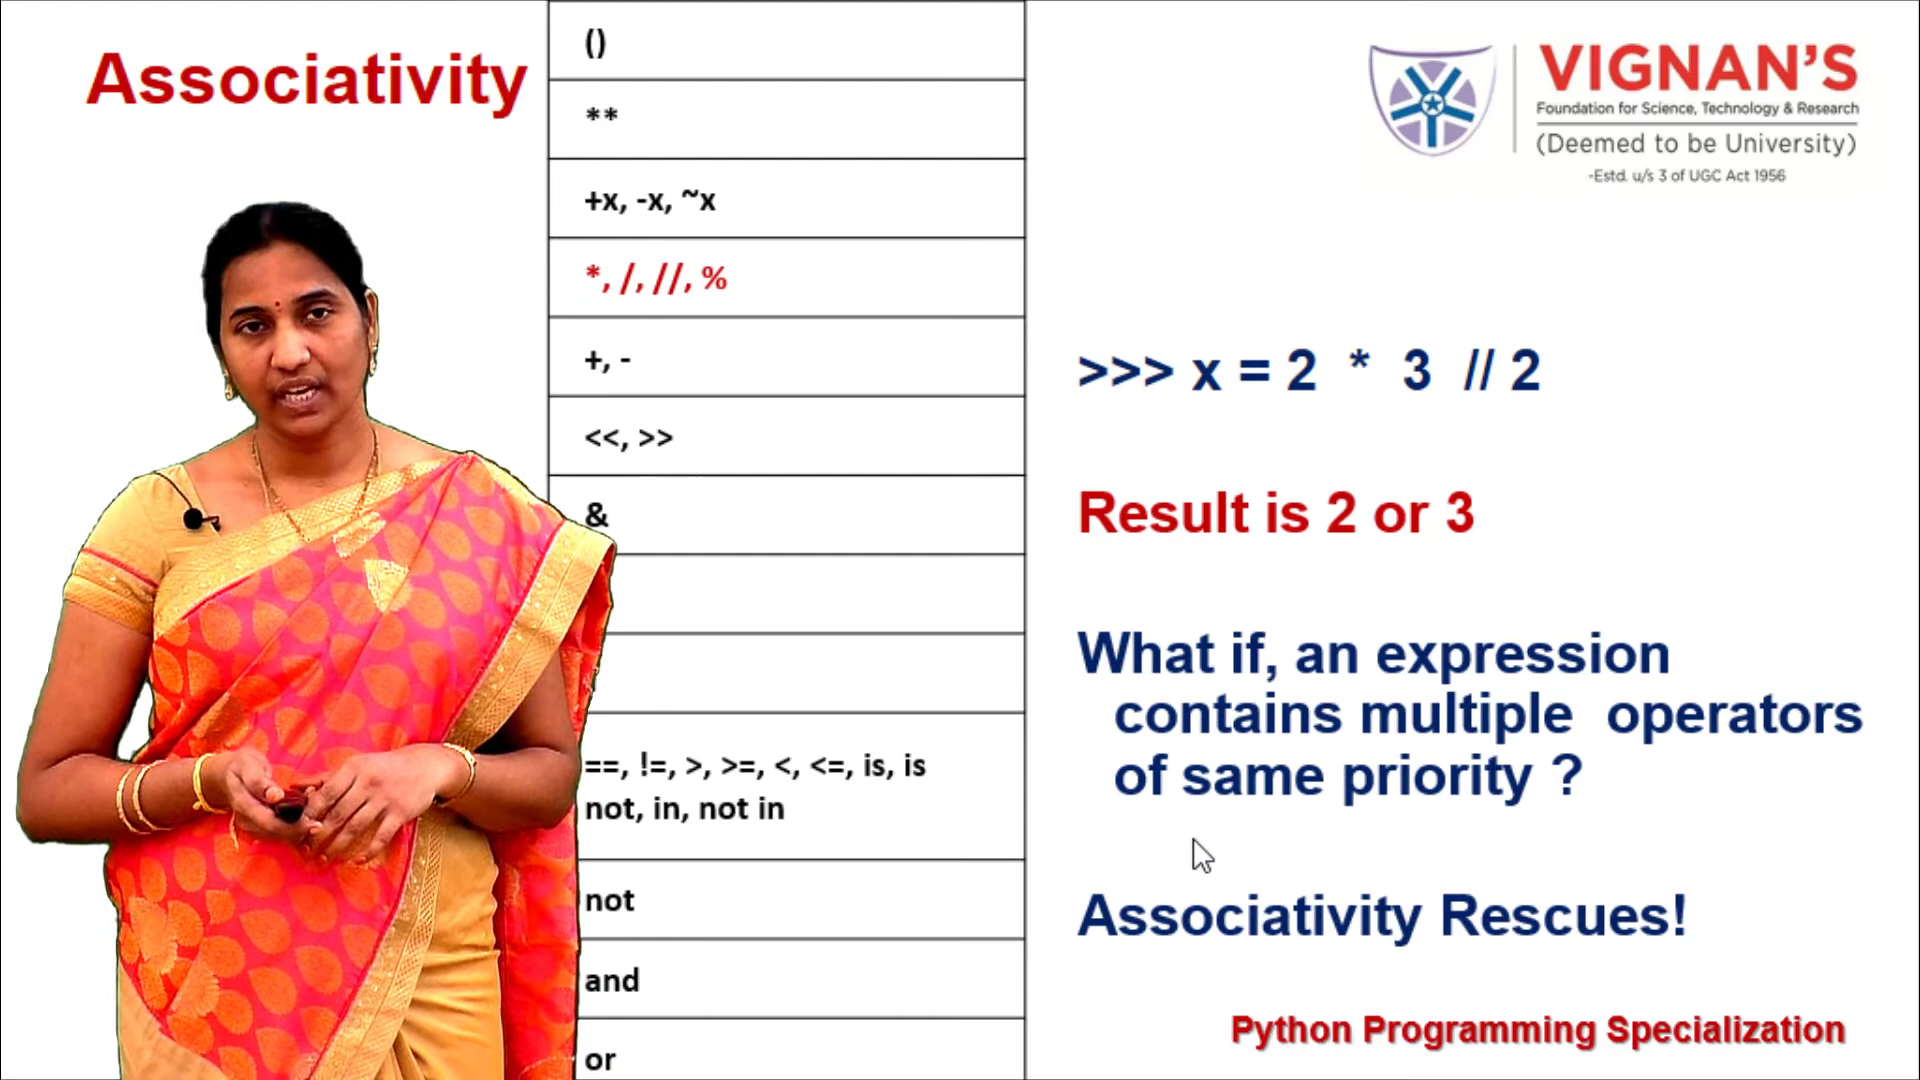 Associativity
()
**
+x, -x, ~x
*, /, //, %
+, -
<<, >>
&
==, !=, >, >=, <, <=, is, is
not, in, not in
not
and
or
VIGNAN'S
Foundation for Science, Technology & Research
(Deemed to be University)
-Estd. u/s 3 of UGC Act 1956
>>> x = 2 * 3 // 2
Result is 2 or 3
What if, an expression
contains multiple operators
of same priority ?
Associativity Rescues!
Python Programming Specialization